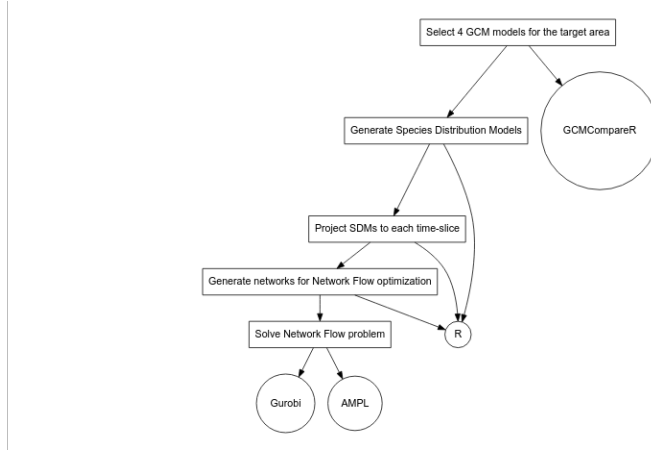 Select 4 GCM models for the target area
Generate Species Distribution Models
GCMCompareR
Project SDMs to each time-slice
Generate networks for Network Flow optimization
Solve Network Flow problem
R
Gurobi
AMPL